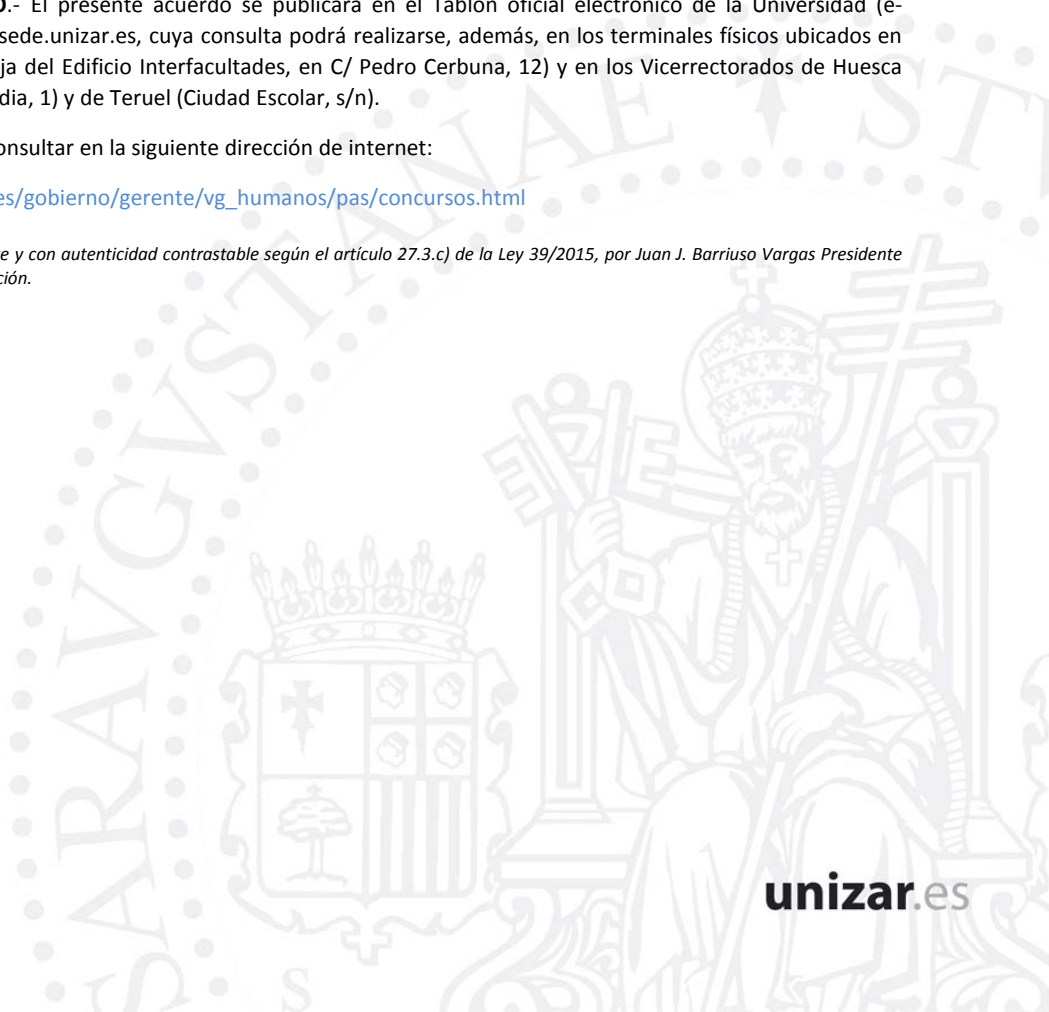 O.- El presente acuerdo se publicará en el Tablón oficial electrónico de la Universidad (e-
sede.unizar.es, cuya consulta podrá realizarse, además, en los terminales físicos ubicados en
ja del Edificio Interfacultades, en C/ Pedro Cerbuna, 12) y en los Vicerrectorados de Huesca
dia, 1) y de Teruel (Ciudad Escolar, s/n).
onsultar en la siguiente dirección de internet:
es/gobierno/gerente/vg_humanos/pas/concursos.html
e y con autenticidad contrastable según el artículo 27.3.c) de la Ley 39/2015, por Juan J. Barriuso Vargas Presidente
ción.
SARAVGVSTANAE ST
S
unizar.es